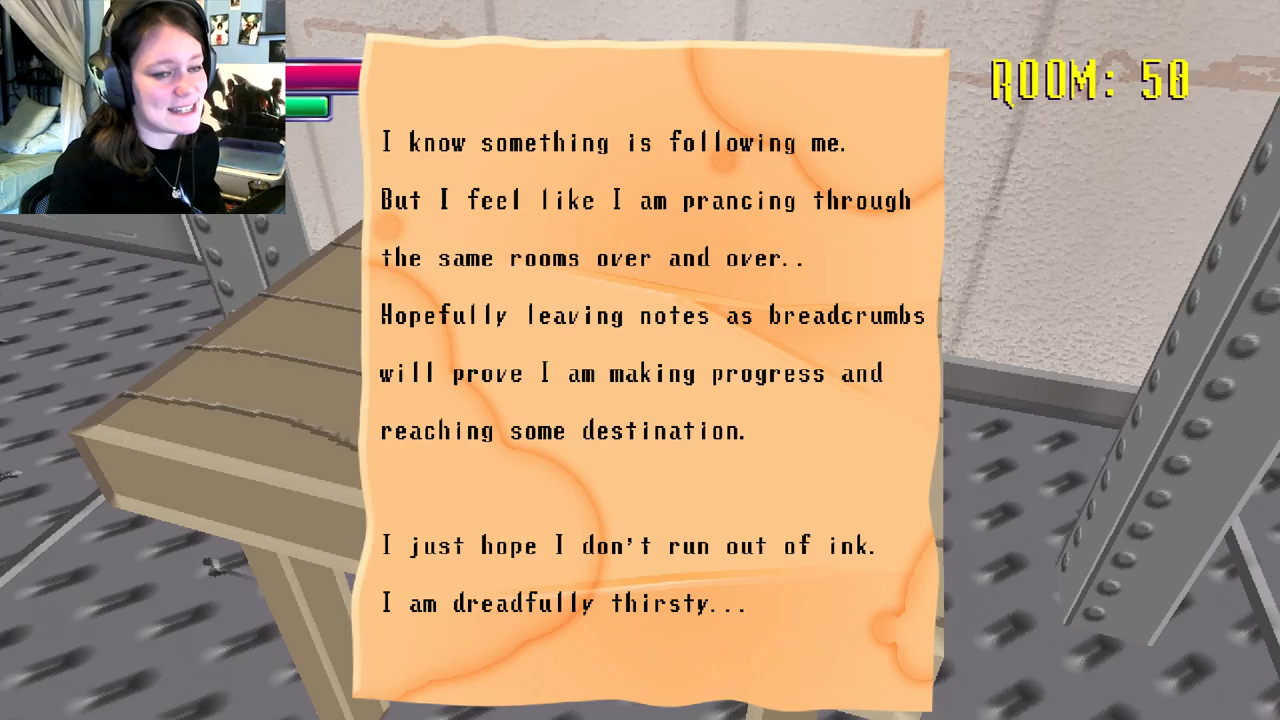 ROOM: 50
I know something is following me.
But I feel like I am prancing through
the same rooms over and over..
Hopefully leaving notes as breadcrumbs
will prove I am making progress and
reaching some destination.
I just hope I don't run out of ink.
I am dreadfully thirsty...